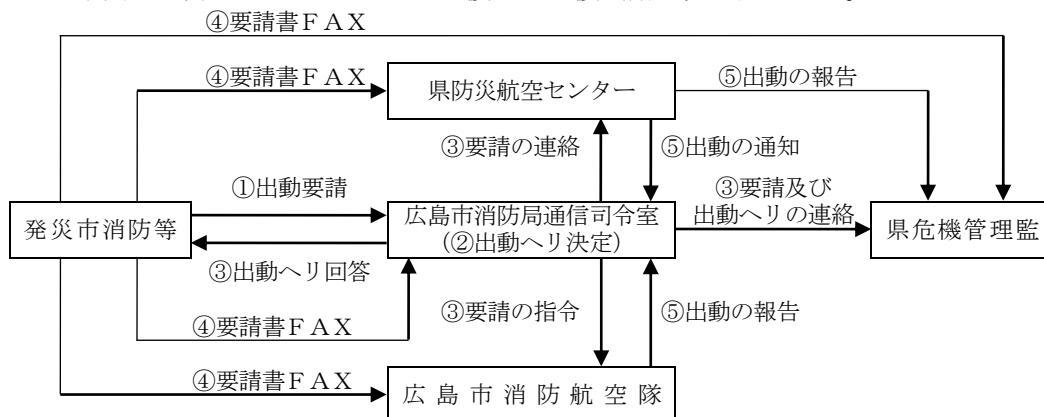 ④要請書ＦＡＸ
④要請書ＦＡＸ
県防災航空センター
⑤出動の報告
③要請の連絡
⑤出動の通知
①出動要請
③要請及び
出動ヘリの連絡
発災市消防等
広島市消防局通信司令室
（②出動ヘリ決定）
県危機管理監
③出動ヘリ回答
③要請の指令
⑤出動の報告
④要請書ＦＡＸ
④要請書ＦＡＸ
広島市消防航空隊